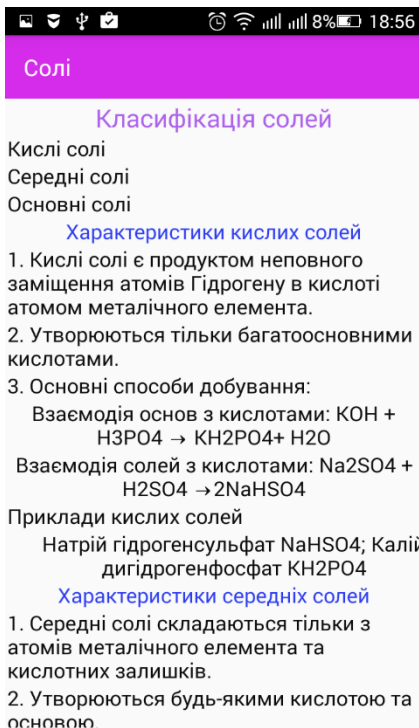 8% 18:56
Солі
Класифікація солей
Кислі солі
Середні солі
Основні солі
Характеристики кислих солей
1. Кислі солі є продуктом неповного
заміщення атомів Гідрогену в кислоті
атомом металічного елемента.
2. Утворюються тільки багатоосновними
кислотами.
3. Основні способи добування:
Взаємодія основ з кислотами: КОН +
H3PO4 → KH2PO4+ H2O
Взаємодія солей з кислотами: Na2SO4 +
H2SO4 →2NaHSO4
Приклади кислих солей
Натрій гідрогенсульфат NaHSO4; Калій
дигідрогенфосфат KH2PO4
Характеристики середніх солей
1. Середні солі складаються тільки з
атомів металічного елемента та
кислотних залишків.
2. Утворюються будь-якими кислотою та
основою.